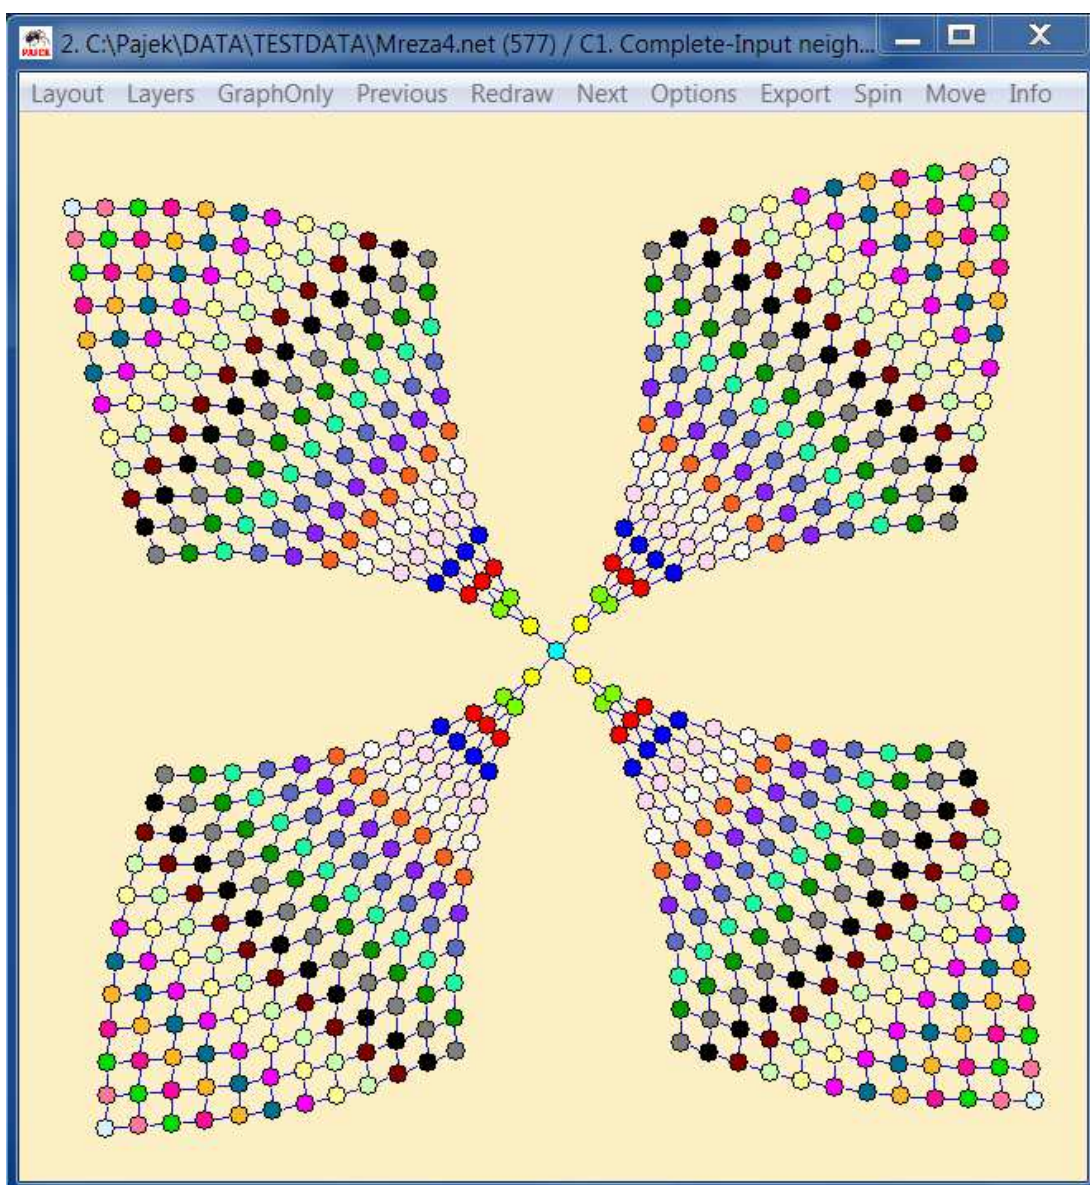 2. C:\Pajek\DATA\TESTDATA\Mreza4.net (577) / C1. Complete-Input neigh...
Layout Layers GraphOnly Previous Redraw Next Options Export Spin Move Info